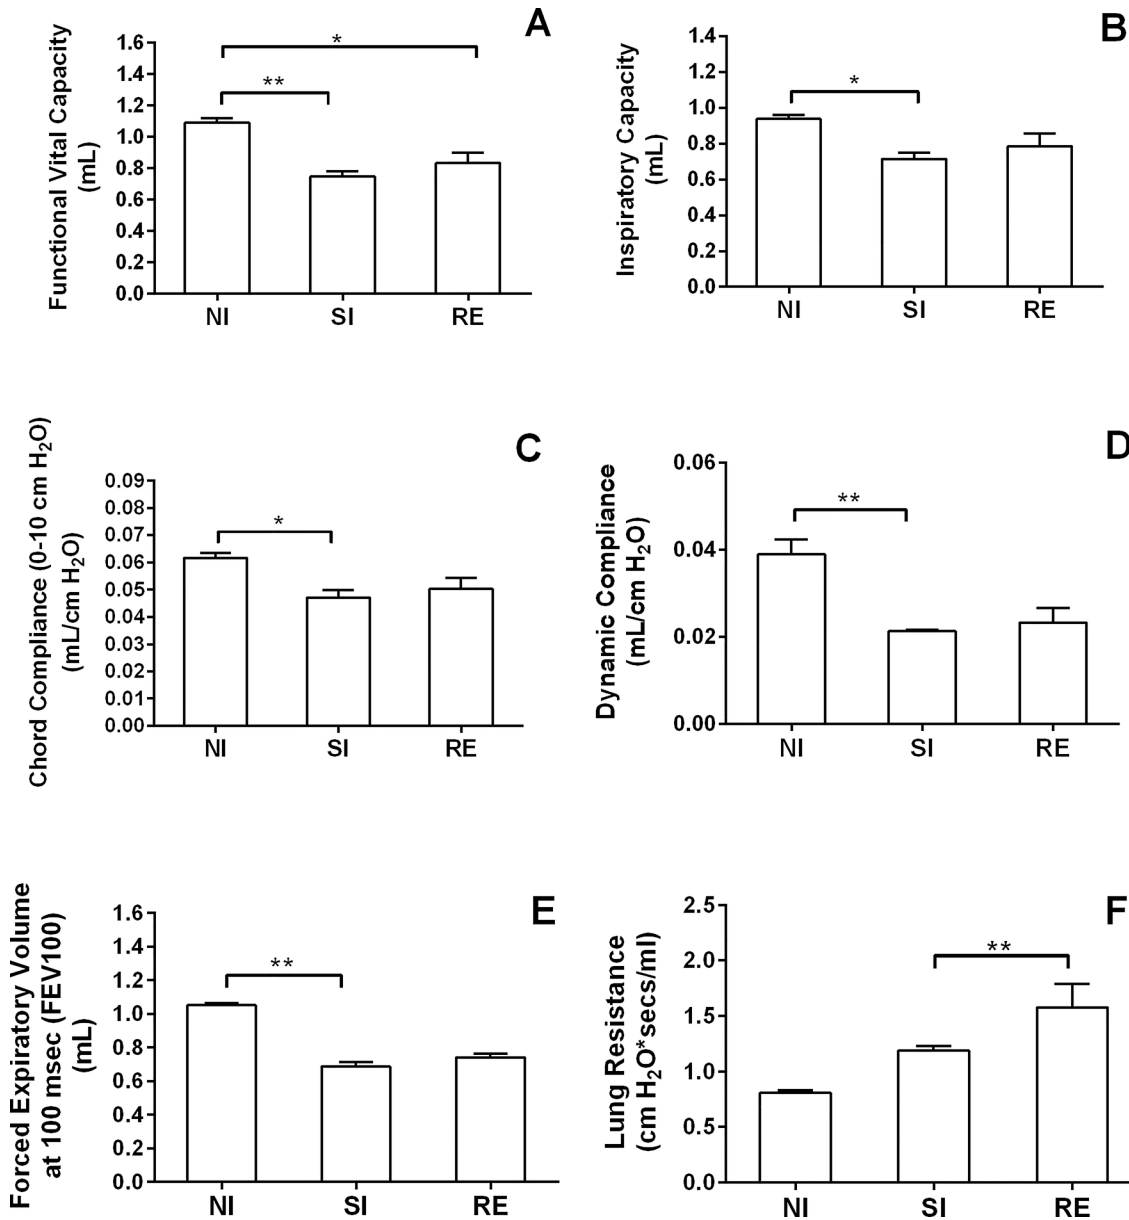 A
Functional Vital Capacity
(mL)
1.6
1.4
1.2
1.0
0.8
0.6
0.4
0.2
0.0
*
**
NI SI RE
B
Inspiratory Capacity
(mL)
1.4
1.2
1.0
0.8
0.6
0.4
0.2
0.0
*
NI SI RE
C
Chord Compliance (0-10 cm H₂O)
(mL/cm H₂O)
0.09
0.08
0.07
0.06
0.05
0.04
0.03
0.02
0.01
0.00
*
NI SI RE
D
Dynamic Compliance
(mL/cm H₂O)
0.06
0.04
0.02
0.00
**
NI SI RE
E
Forced Expiratory Volume
at 100 msec (FEV100)
(mL)
1.6
1.4
1.2
1.0
0.8
0.6
0.4
0.2
0.0
**
NI SI RE
F
Lung Resistance
(cm H₂O*secs/ml)
2.5
2.0
1.5
1.0
0.5
0.0
**
NI SI RE